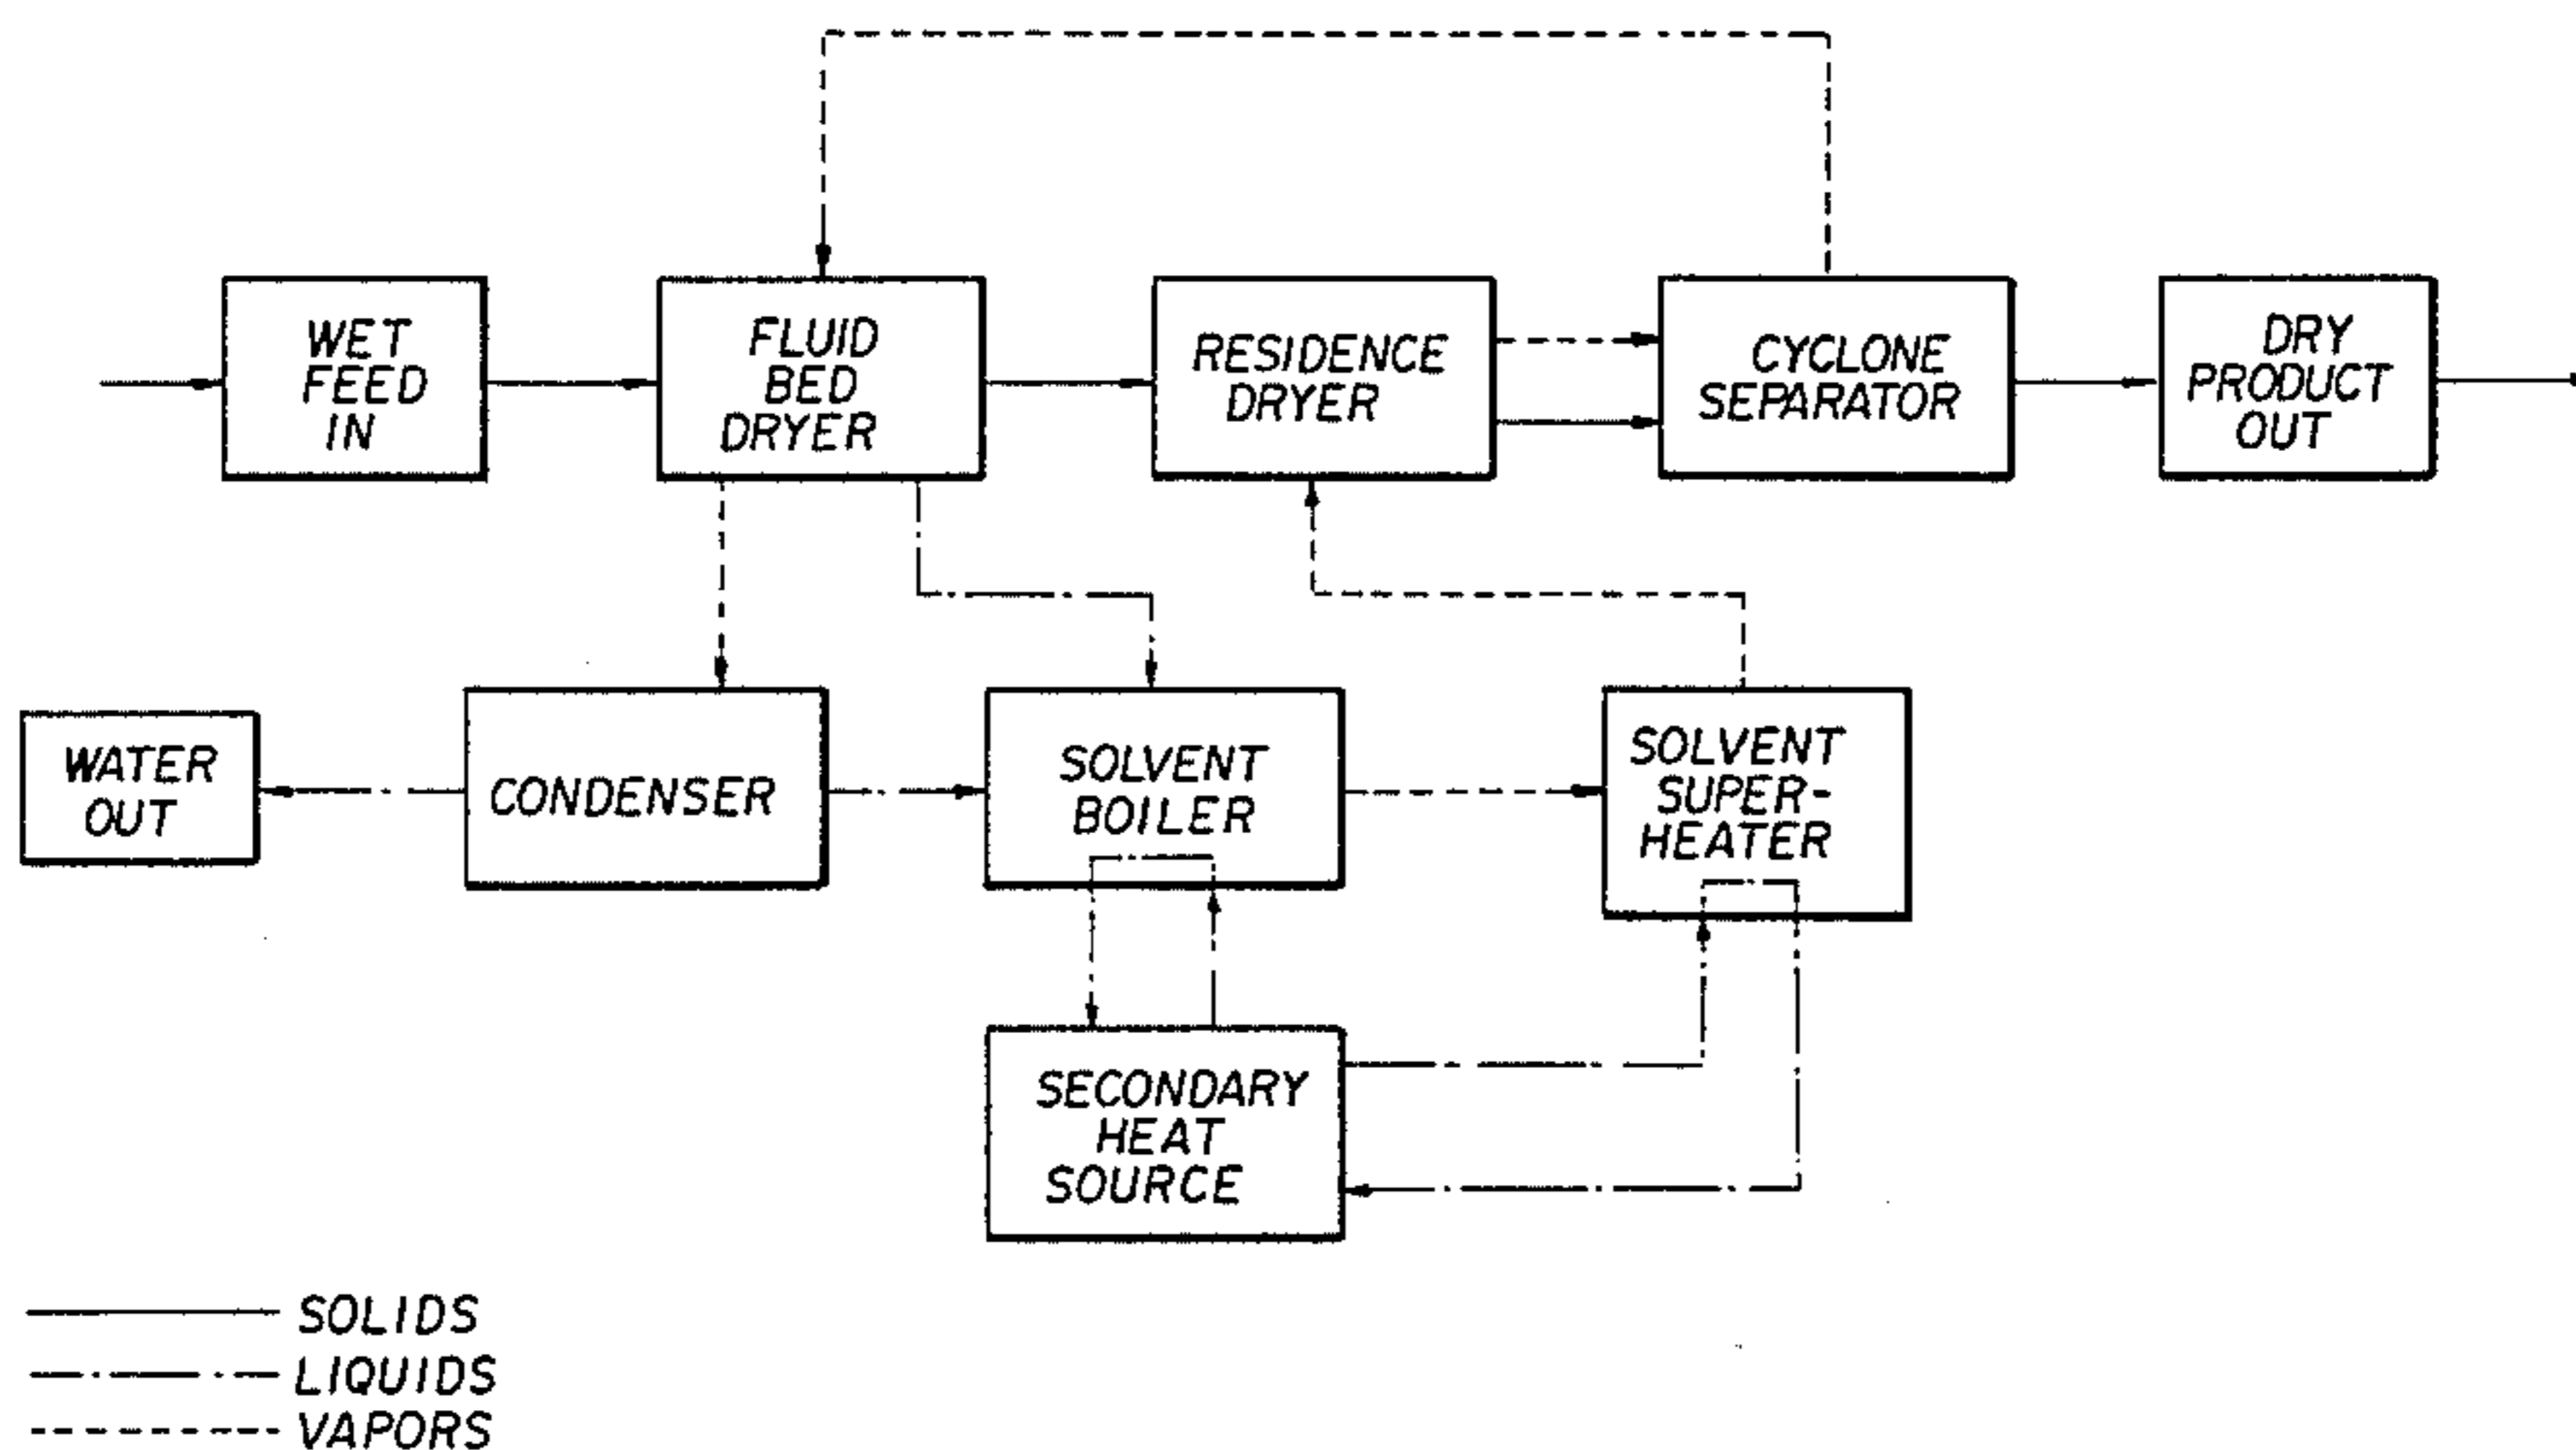 WET
FEED
IN
FLUID
BED
DRYER
RESIDENCE
DRYER
CYCLONE
SEPARATOR
DRY
PRODUCT
OUT
WATER
OUT
CONDENSER
SOLVENT
BOILER
SOLVENT
SUPER-
HEATER
SECONDARY
HEAT
SOURCE
SOLIDS
LIQUIDS
VAPORS